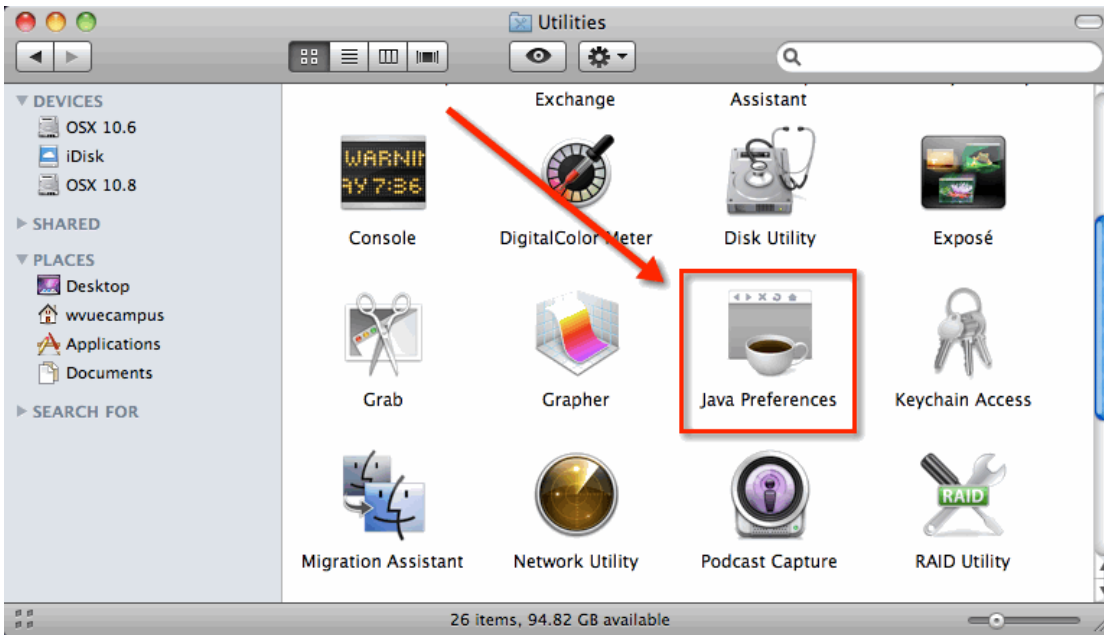 Utilities
DEVICES
OSX 10.6
iDisk
OSX 10.8
SHARED
PLACES
Desktop
wvuecampus
Applications
Documents
SEARCH FOR
Exchange
Assistant
WARNIN
AY 7:36
Console
DigitalColor Meter
Disk Utility
Exposé
Grab
Grapher
Java Preferences
Keychain Access
RAID
Migration Assistant
Network Utility
Podcast Capture
RAID Utility
26 items, 94.82 GB available